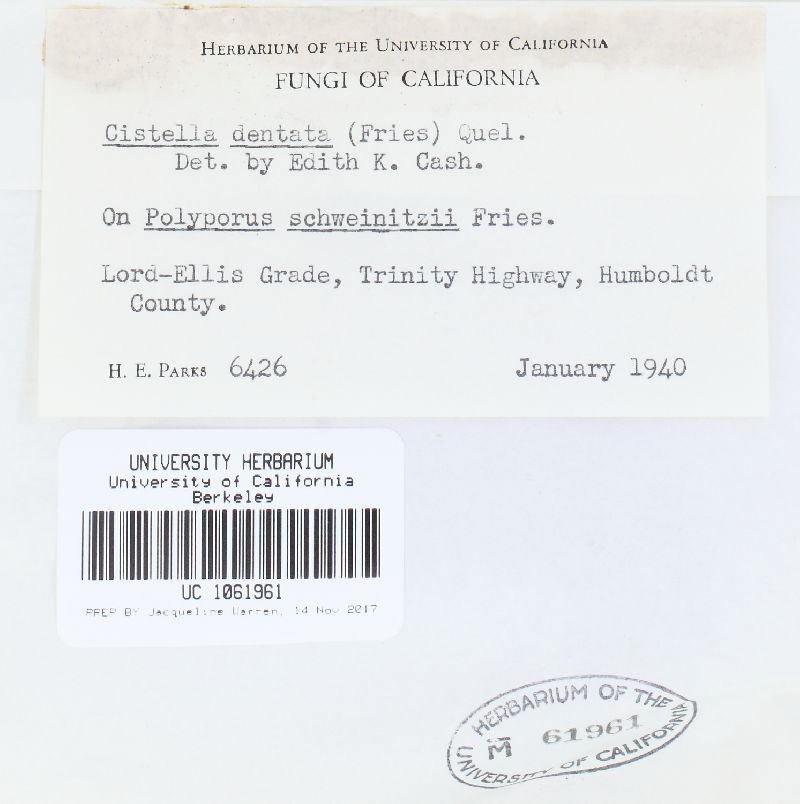 HERBARIUM OF THE UNIVERSITY OF CALIFORNIA
FUNGI OF CALIFORNIA
Cistella dentata (Fries) Quel.
Det. by Edith K. Cash.
On Polyporus schweinitzii Fries.
Lord-Ellis Grade, Trinity Highway, Humboldt
County.
H. E. PARKS 6426 January 1940
UNIVERSITY HERBARIUM
University of California
Berkeley
UC 1061961
PREP BY Jacqueline Warren, 14 Nov 2017
HERBARIUM OF THE
M 61961
UNIVERSITY OF CALIFORNIA